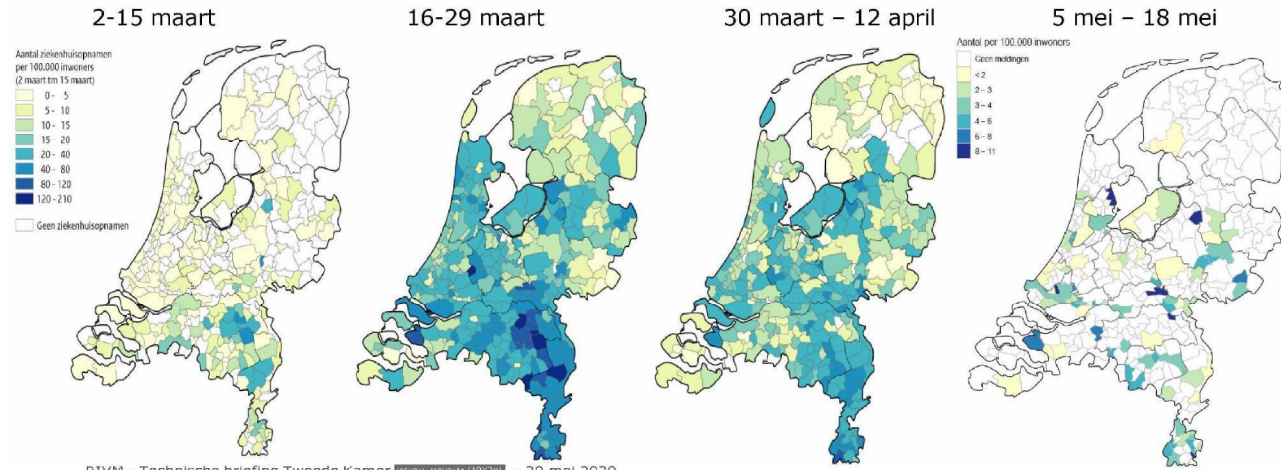 2-15 maart
16-29 maart
30 maart – 12 april
5 mei – 18 mei
Aantal ziekenhuisopnamen
per 100.000 inwoners
(2 maart tm 15 maart)
0 - 5
5 - 10
10 - 15
15 - 20
20 - 40
40 - 80
80 - 120
120 - 210
Geen ziekenhuisopnamen
Aantal per 100.000 inwoners
Geen meldingen
<2
2 – 3
3 – 4
4 – 6
6 – 8
8 – 11
RIVM – Technische briefing Tweede Kamer
20 mei 2020